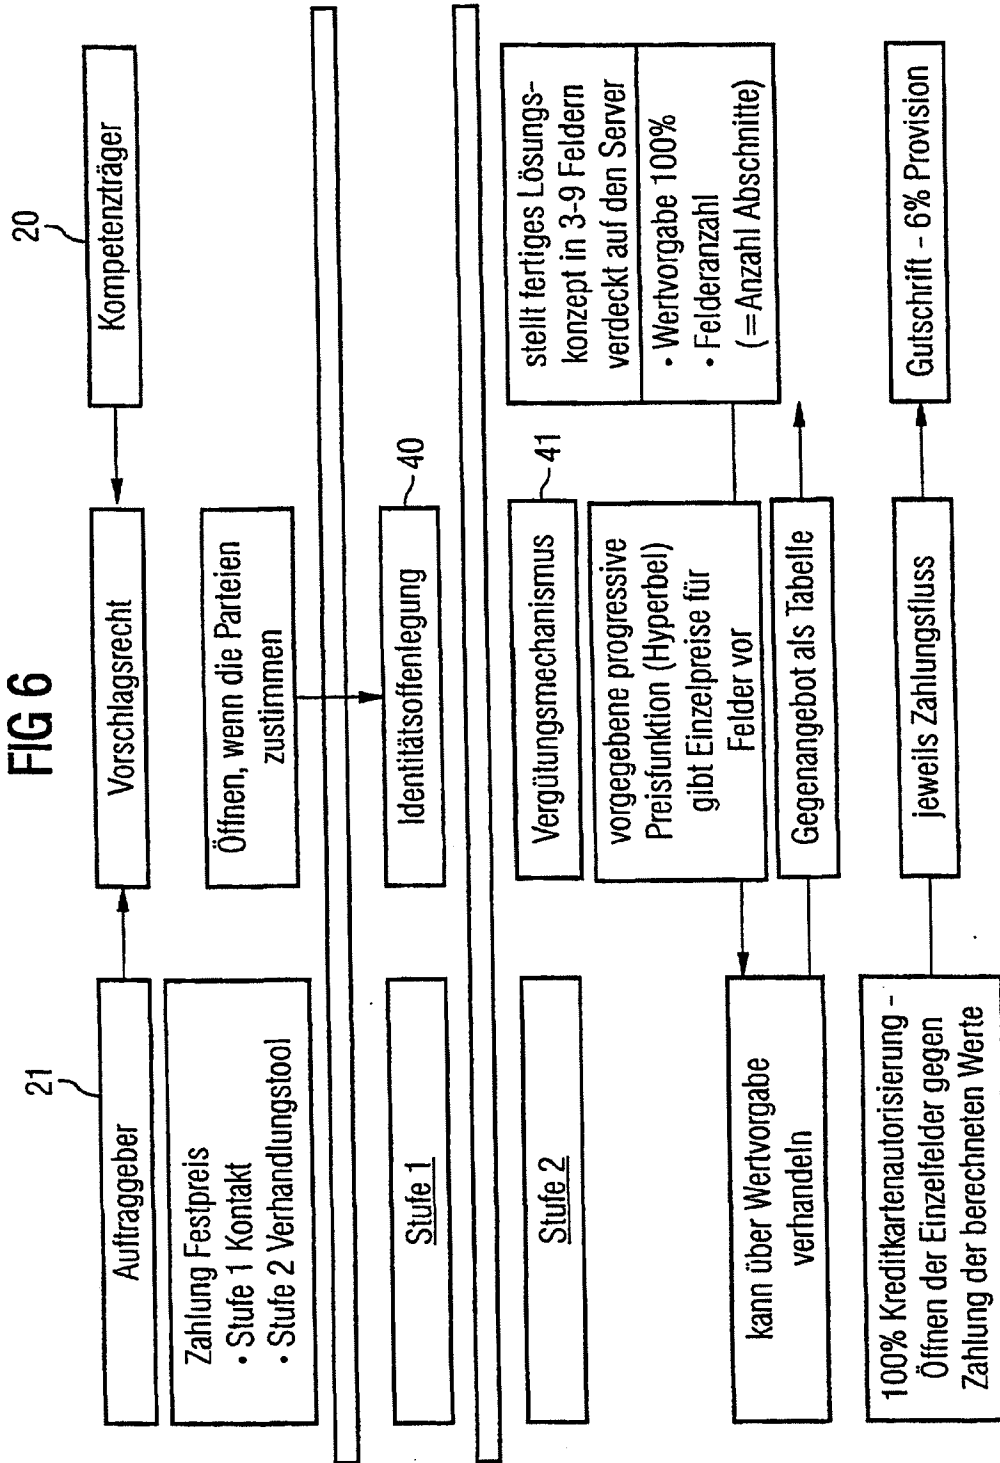 FIG 6
21
20
Auftraggeber
Vorschlagsrecht
Kompetenzträger
Zahlung Festpreis
• Stufe 1 Kontakt
• Stufe 2 Verhandlungstool
Öffnen, wenn die Parteien
zustimmen
Stufe 1
Identitätsoffenlegung
40
Stufe 2
Vergütungsmechanismus
41
stellt fertiges Lösungs-
konzept in 3-9 Feldern
verdeckt auf den Server
• Wertvorgabe 100%
• Felderanzahl
(=Anzahl Abschnitte)
vorgegebene progressive
Preisfunktion (Hyperbel)
gibt Einzelpreise für
Felder vor
kann über Wertvorgabe
verhandeln
Gegenangebot als Tabelle
100% Kreditkartenautorisierung -
Öffnen der Einzelfelder gegen
Zahlung der berechneten Werte
jeweils Zahlungsfluss
Gutschrift - 6% Provision